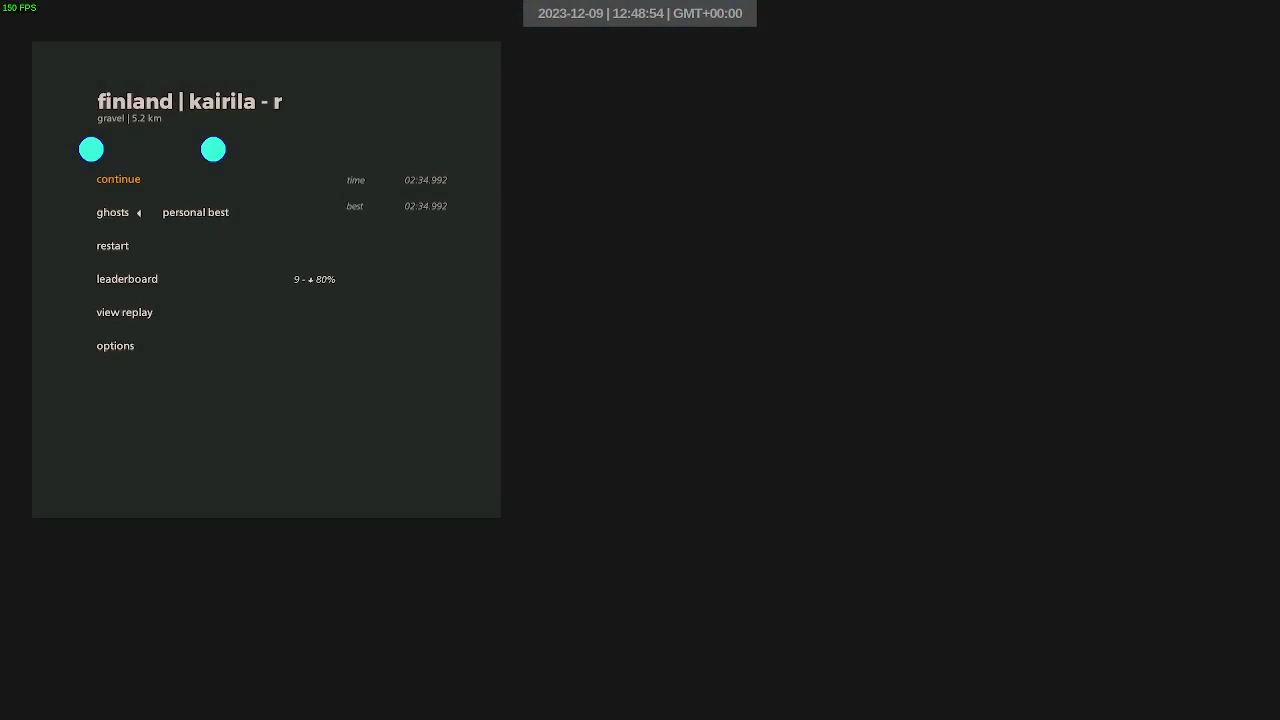 150 FPS
2023-12-09 | 12:48:54 | GMT+00:00
finland | kairila - r
gravel | 5.2 km
continue
time 02:34.992
ghosts personal best
best 02:34.992
restart
leaderboard 9 - + 80%
view replay
options